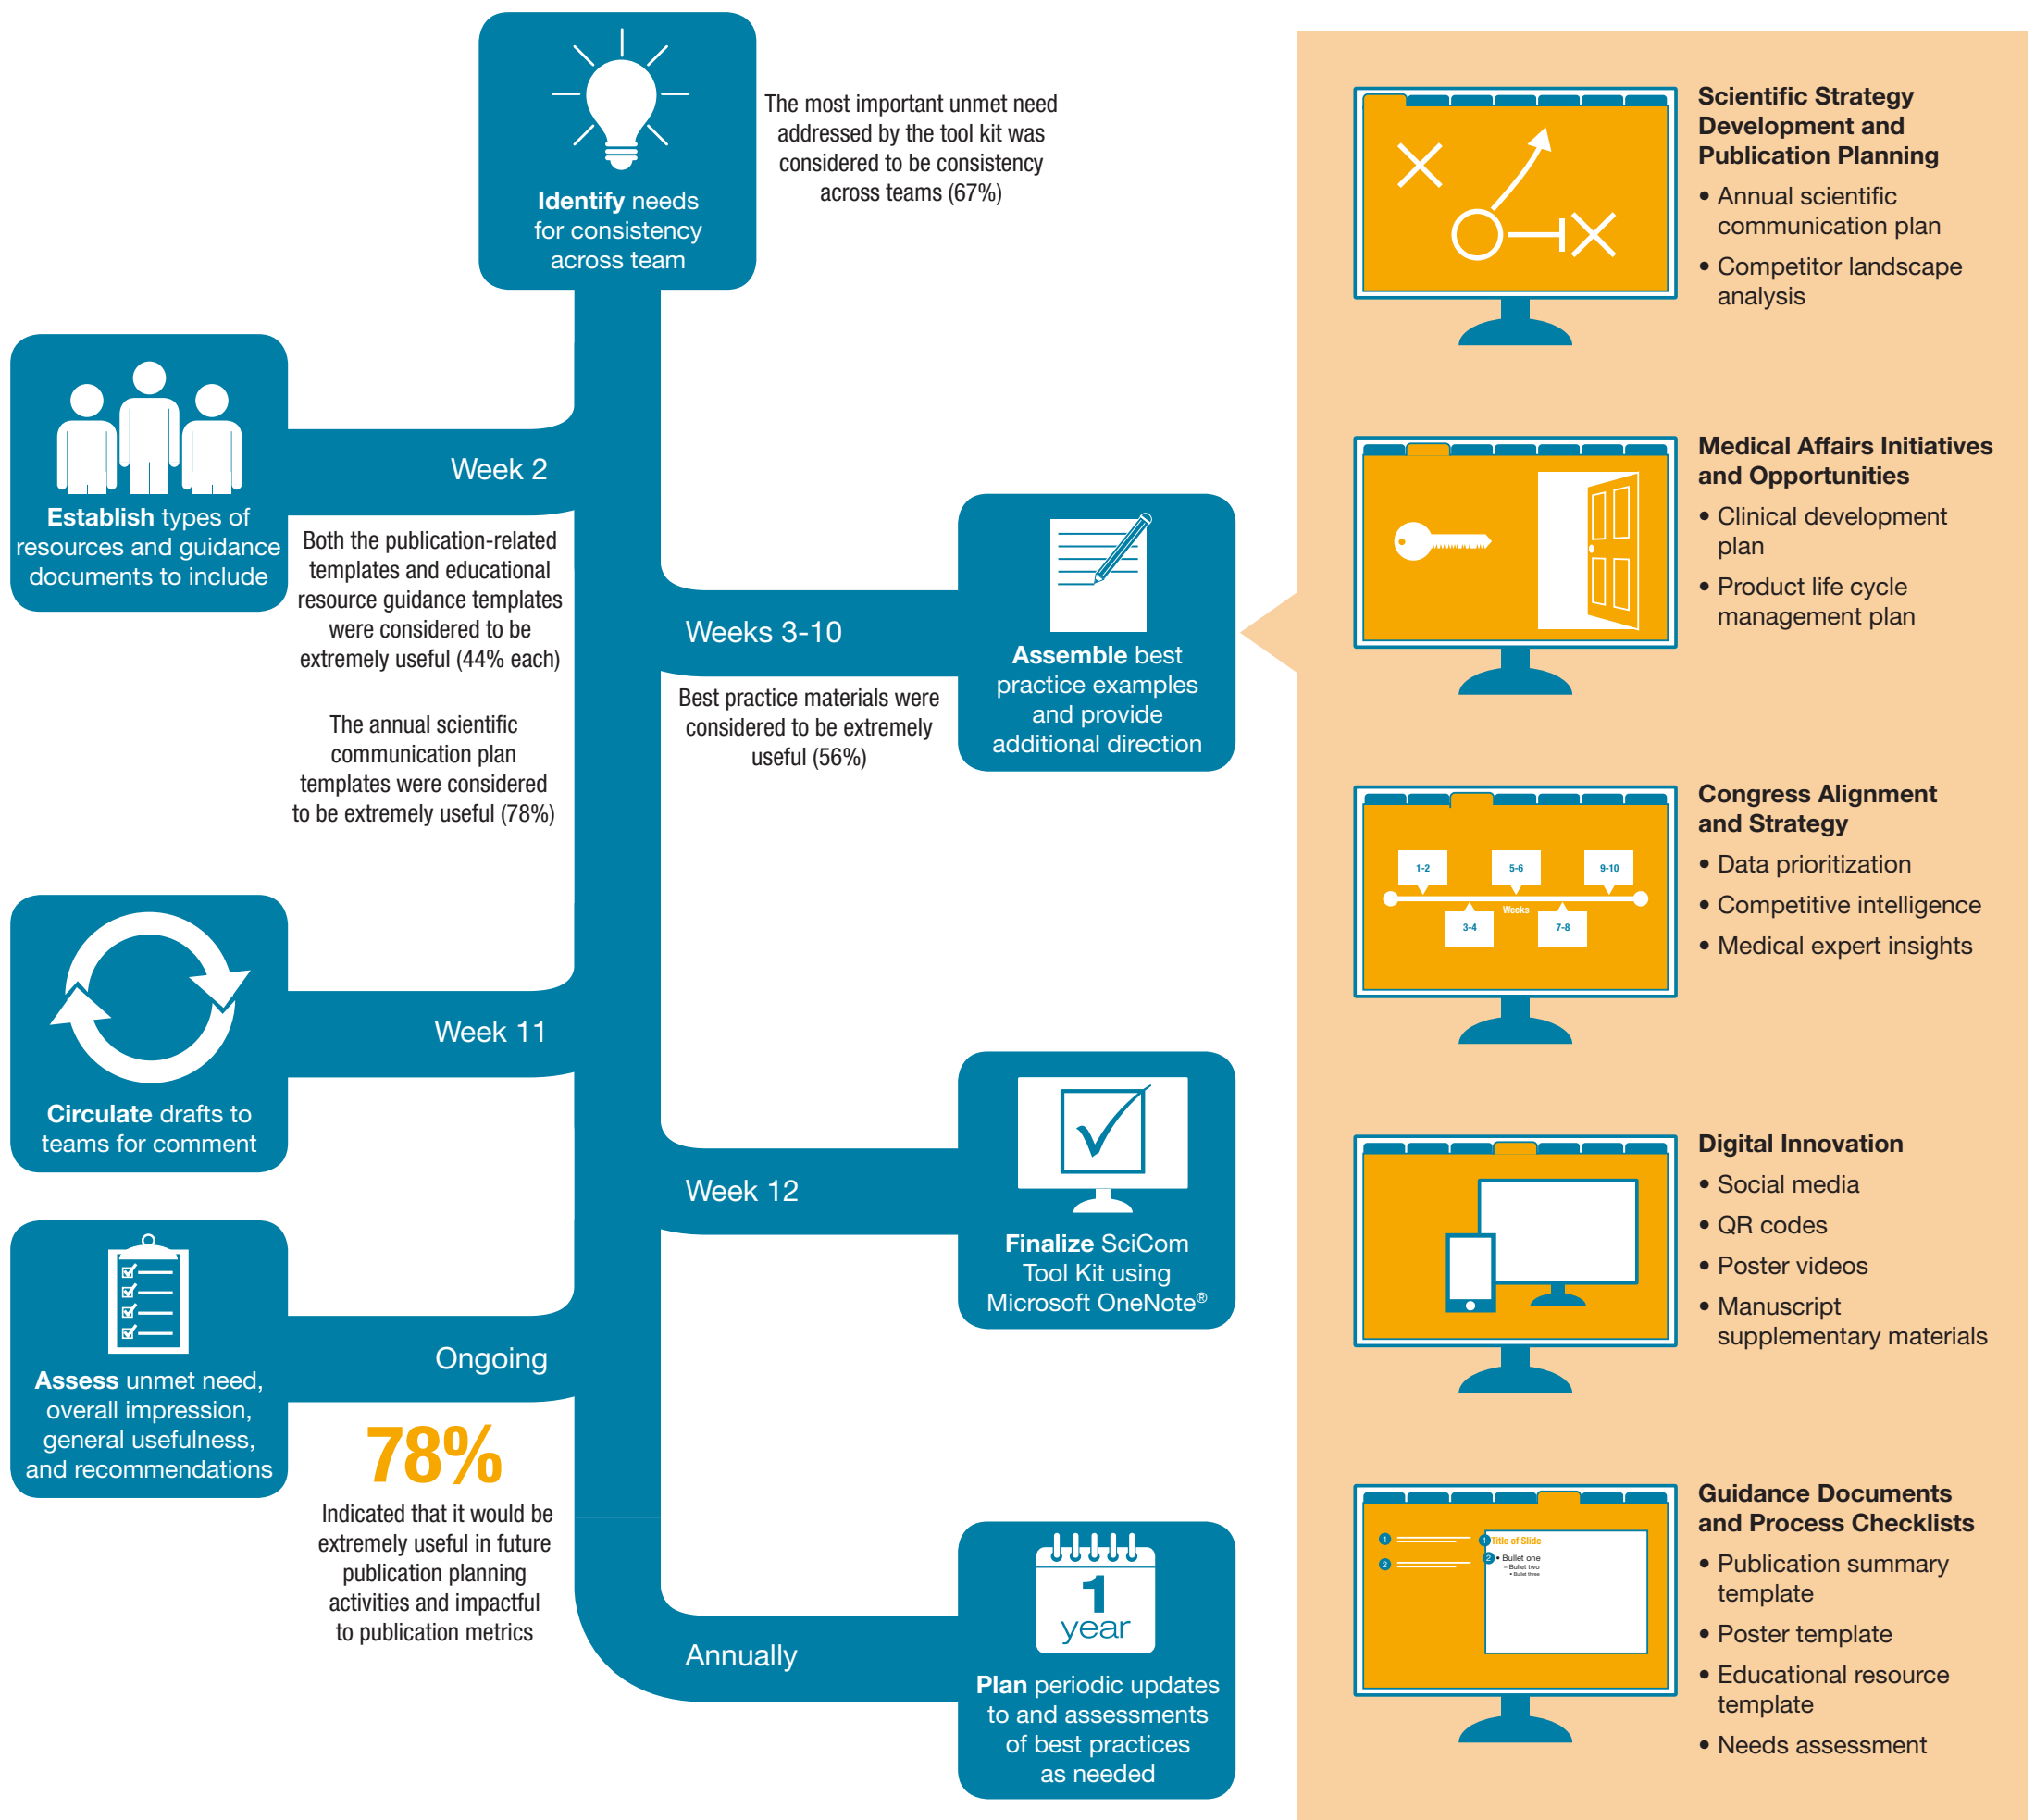 Identify needs
for consistency
across team
The most important unmet need
addressed by the tool kit was
considered to be consistency
across teams (67%)
Week 2
Establish types of
resources and guidance
documents to include
Both the publication-related
templates and educational
resource guidance templates
were considered to be
extremely useful (44% each)
The annual scientific
communication plan
templates were considered
to be extremely useful (78%)
Weeks 3-10
Assemble best
practice examples
and provide
additional direction
Best practice materials were
considered to be extremely
useful (56%)
Week 11
Circulate drafts to
teams for comment
Week 12
Finalize SciCom
Tool Kit using
Microsoft OneNote®
Ongoing
Assess unmet need,
overall impression,
general usefulness,
and recommendations
78%
Indicated that it would be
extremely useful in future
publication planning
activities and impactful
to publication metrics
Annually
1
year
Plan periodic updates
to and assessments
of best practices
as needed
Scientific Strategy
Development and
Publication Planning
• Annual scientific
communication plan
• Competitor landscape
analysis
Medical Affairs Initiatives
and Opportunities
• Clinical development
plan
• Product life cycle
management plan
1-2
5-6
9-10
Weeks
3-4
7-8
Congress Alignment
and Strategy
• Data prioritization
• Competitive intelligence
• Medical expert insights
Digital Innovation
• Social media
• QR codes
• Poster videos
• Manuscript
supplementary materials
1
2
1 Title of Slide
2 • Bullet one
– Bullet two
• Bullet three
Guidance Documents
and Process Checklists
• Publication summary
template
• Poster template
• Educational resource
template
• Needs assessment